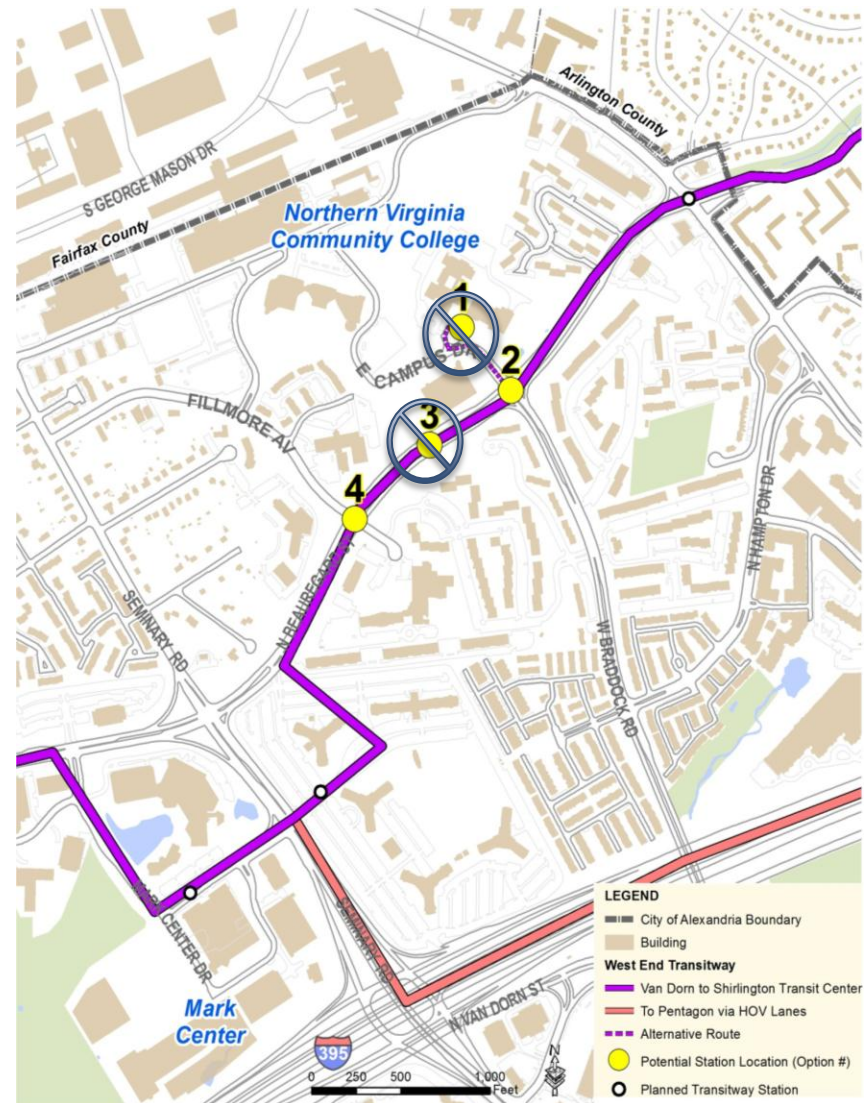 Arlington County
S GEORGE MASON DR
Northern Virginia
Community College
Fairfax County
1
E CAMPUS DR
2
FILLMORE AV
3
4
N HAMPTON DR
N BEAUREGARD ST
SEMINARY RD
W BRADDOCK RD
MARK CENTER DR
SEMINARY RD
N VAN DORN ST
Mark
Center
395
N
0 250 500 1,000
Feet
LEGEND
City of Alexandria Boundary
Building
West End Transitway
Van Dorn to Shirlington Transit Center
To Pentagon via HOV Lanes
Alternative Route
Potential Station Location (Option #)
Planned Transitway Station